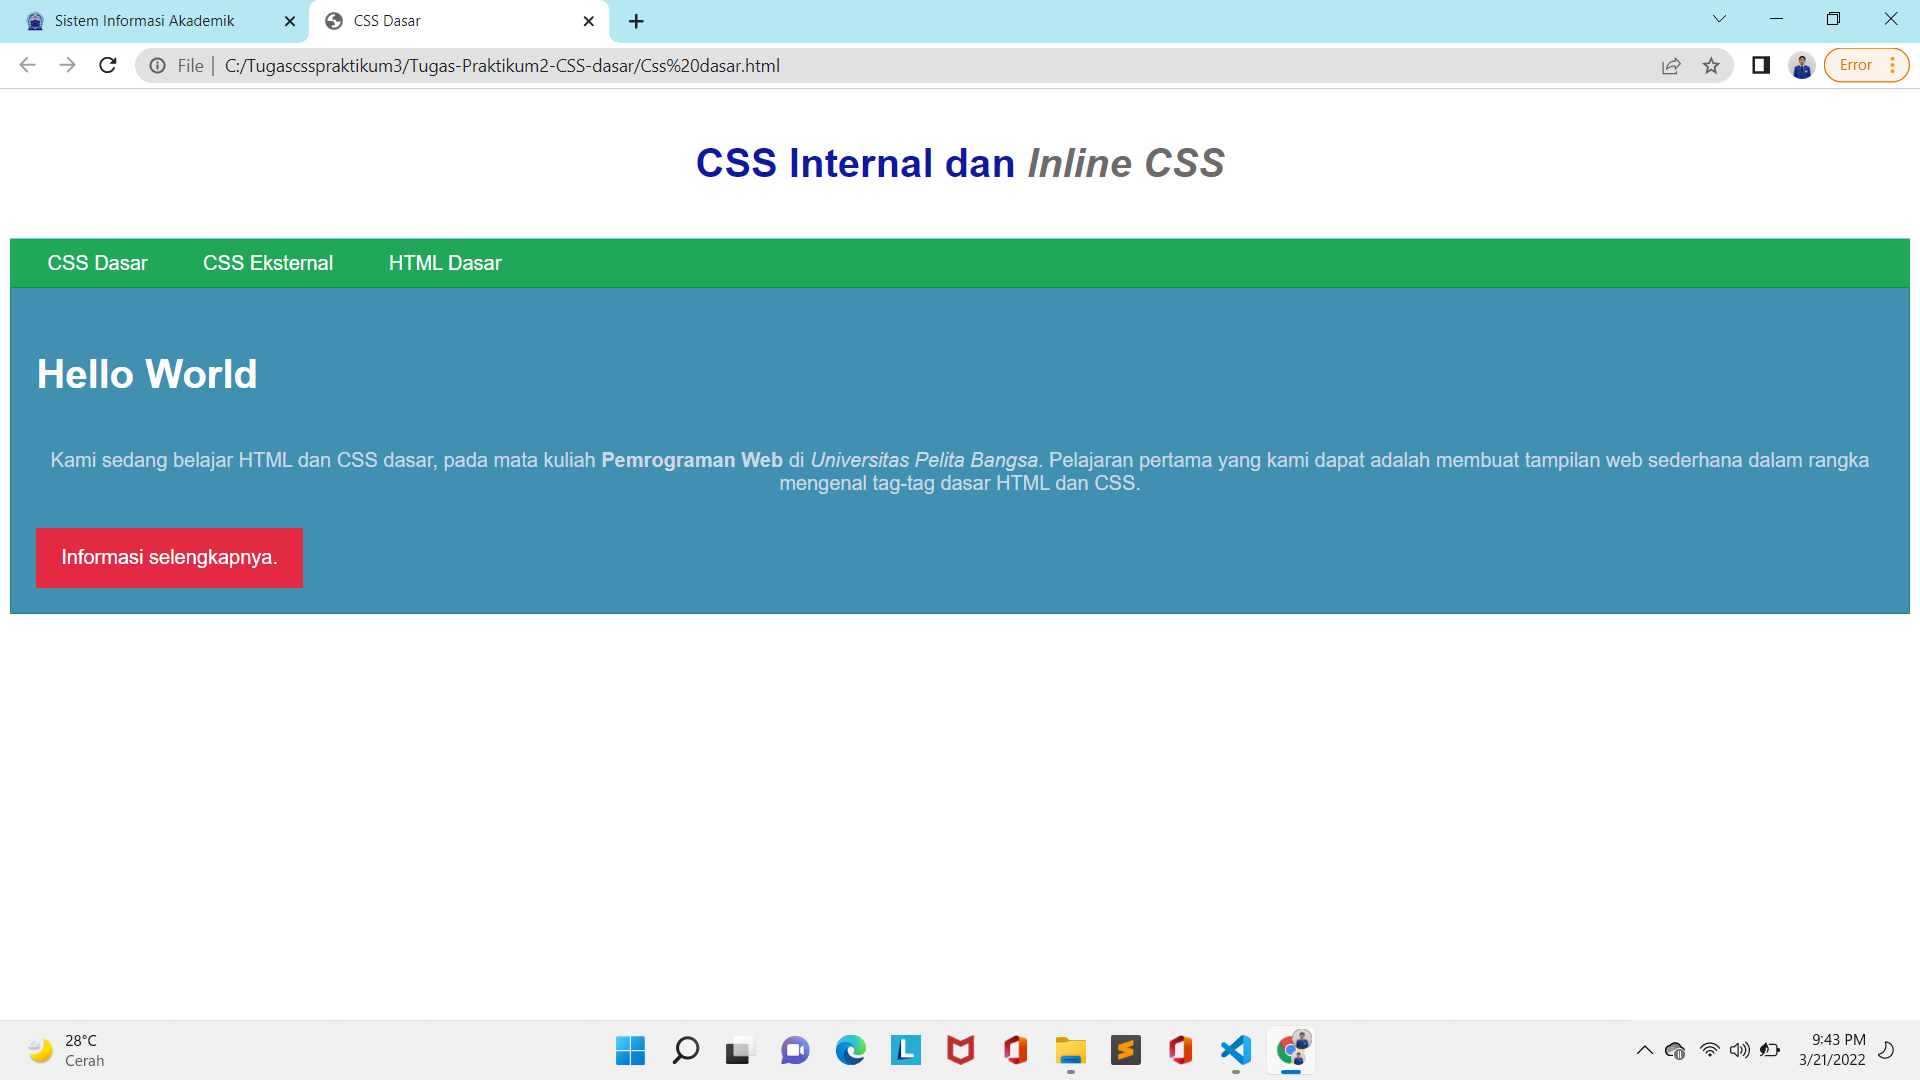 Sistem Informasi Akademik
CSS Dasar
File
C:/Tugascsspraktikum3/Tugas-Praktikum2-CSS-dasar/Css%20dasar.html
Error
CSS Internal dan Inline CSS
CSS Dasar
CSS Eksternal
HTML Dasar
Hello World
Kami sedang belajar HTML dan CSS dasar, pada mata kuliah Pemrograman Web di Universitas Pelita Bangsa. Pelajaran pertama yang kami dapat adalah membuat tampilan web sederhana dalam rangka
mengenal tag-tag dasar HTML dan CSS.
Informasi selengkapnya.
28°C
Cerah
L
9:43 PM
3/21/2022